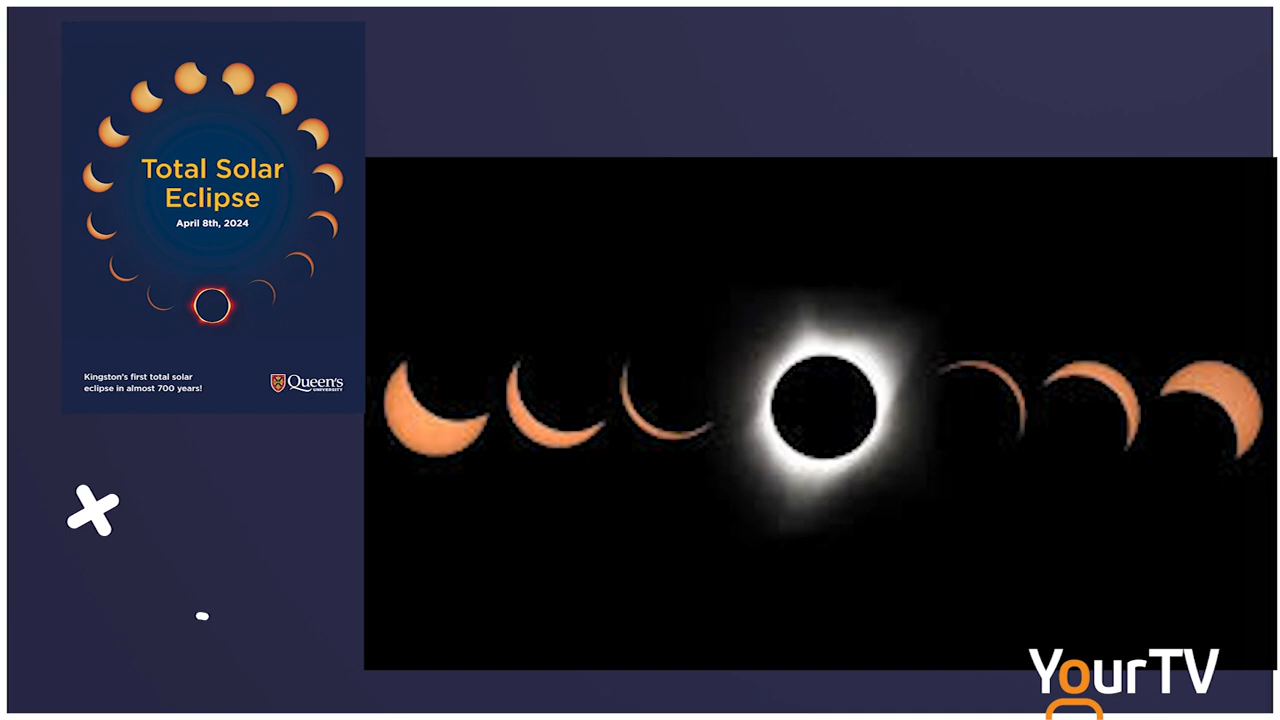 Total Solar
Eclipse
April 8th, 2024
Kingston's first total solar
eclipse in almost 700 years!
Queen's
UNIVERSITY
YourTV